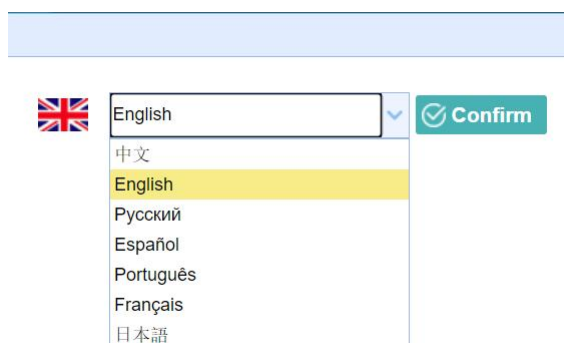 English
Confirm
中文
English
Русский
Español
Português
Français
日本語